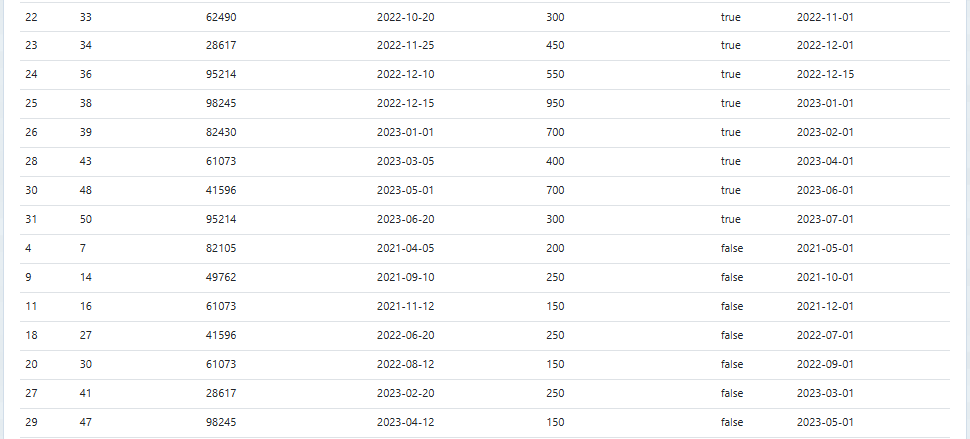 22 33 62490 2022-10-20 300 true 2022-11-01
23 34 28617 2022-11-25 450 true 2022-12-01
24 36 95214 2022-12-10 550 true 2022-12-15
25 38 98245 2022-12-15 950 true 2023-01-01
26 39 82430 2023-01-01 700 true 2023-02-01
28 43 61073 2023-03-05 400 true 2023-04-01
30 48 41596 2023-05-01 700 true 2023-06-01
31 50 95214 2023-06-20 300 true 2023-07-01
4 7 82105 2021-04-05 200 false 2021-05-01
9 14 49762 2021-09-10 250 false 2021-10-01
11 16 61073 2021-11-12 150 false 2021-12-01
18 27 41596 2022-06-20 250 false 2022-07-01
20 30 61073 2022-08-12 150 false 2022-09-01
27 41 28617 2023-02-20 250 false 2023-03-01
29 47 98245 2023-04-12 150 false 2023-05-01